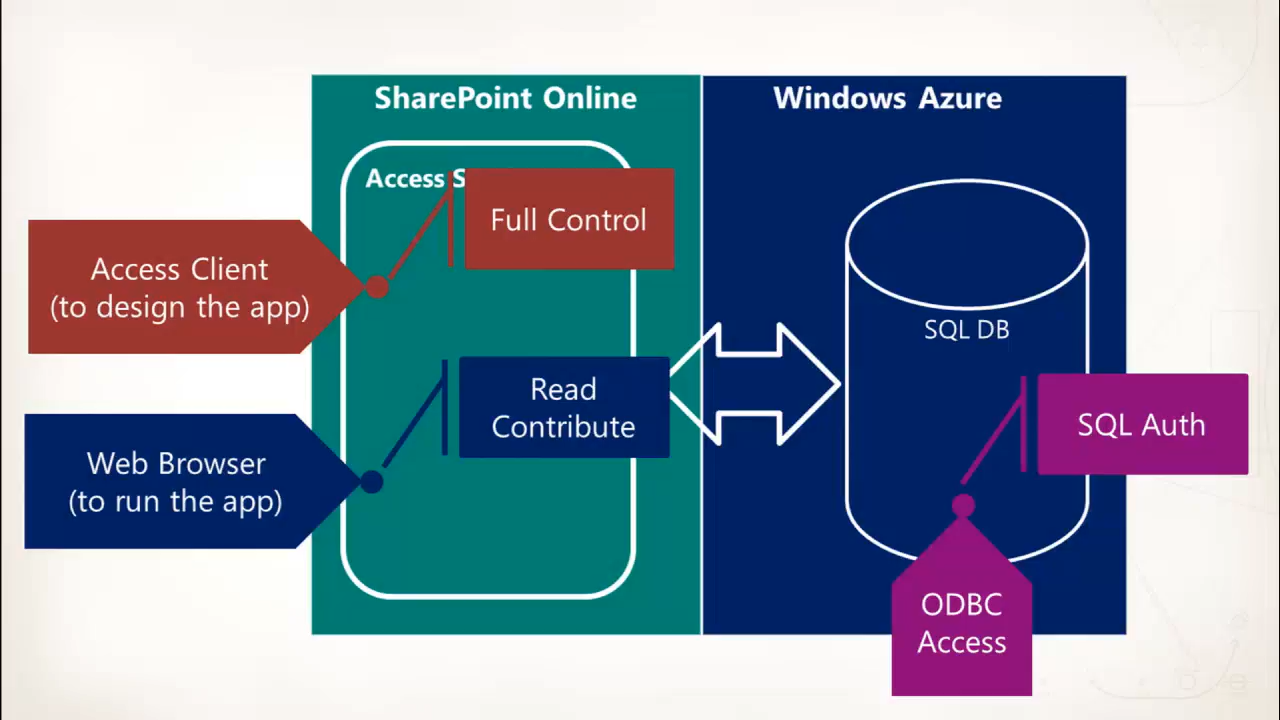 SharePoint Online
Windows Azure
Access S
Full Control
Access Client
(to design the app)
SQL DB
Read
Contribute
SQL Auth
Web Browser
(to run the app)
ODBC
Access